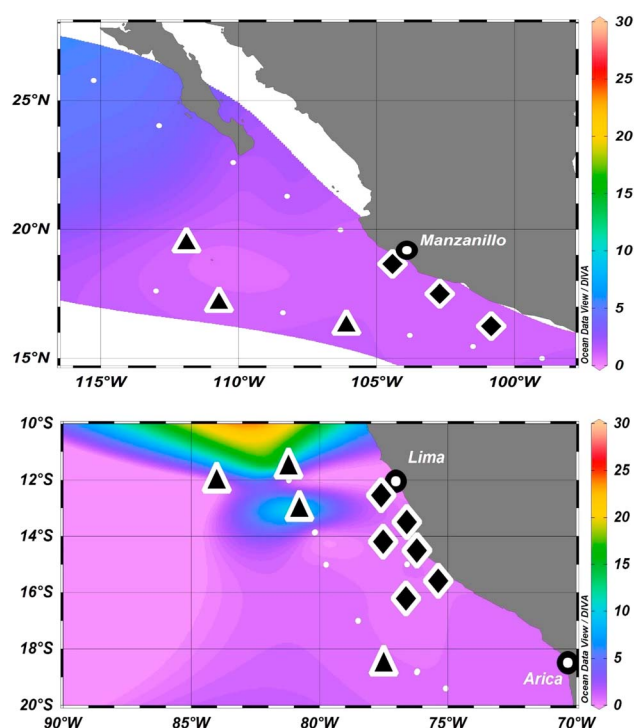 30
25
20
15
10
5
0
25°N
20°N
15°N
Manzanillo
Ocean Data View / DIVA
115°W
110°W
105°W
100°W
10°S
12°S
14°S
16°S
18°S
20°S
Lima
Arica
30
25
20
15
10
5
0
Ocean Data View / DIVA
90°W
85°W
80°W
75°W
70°W